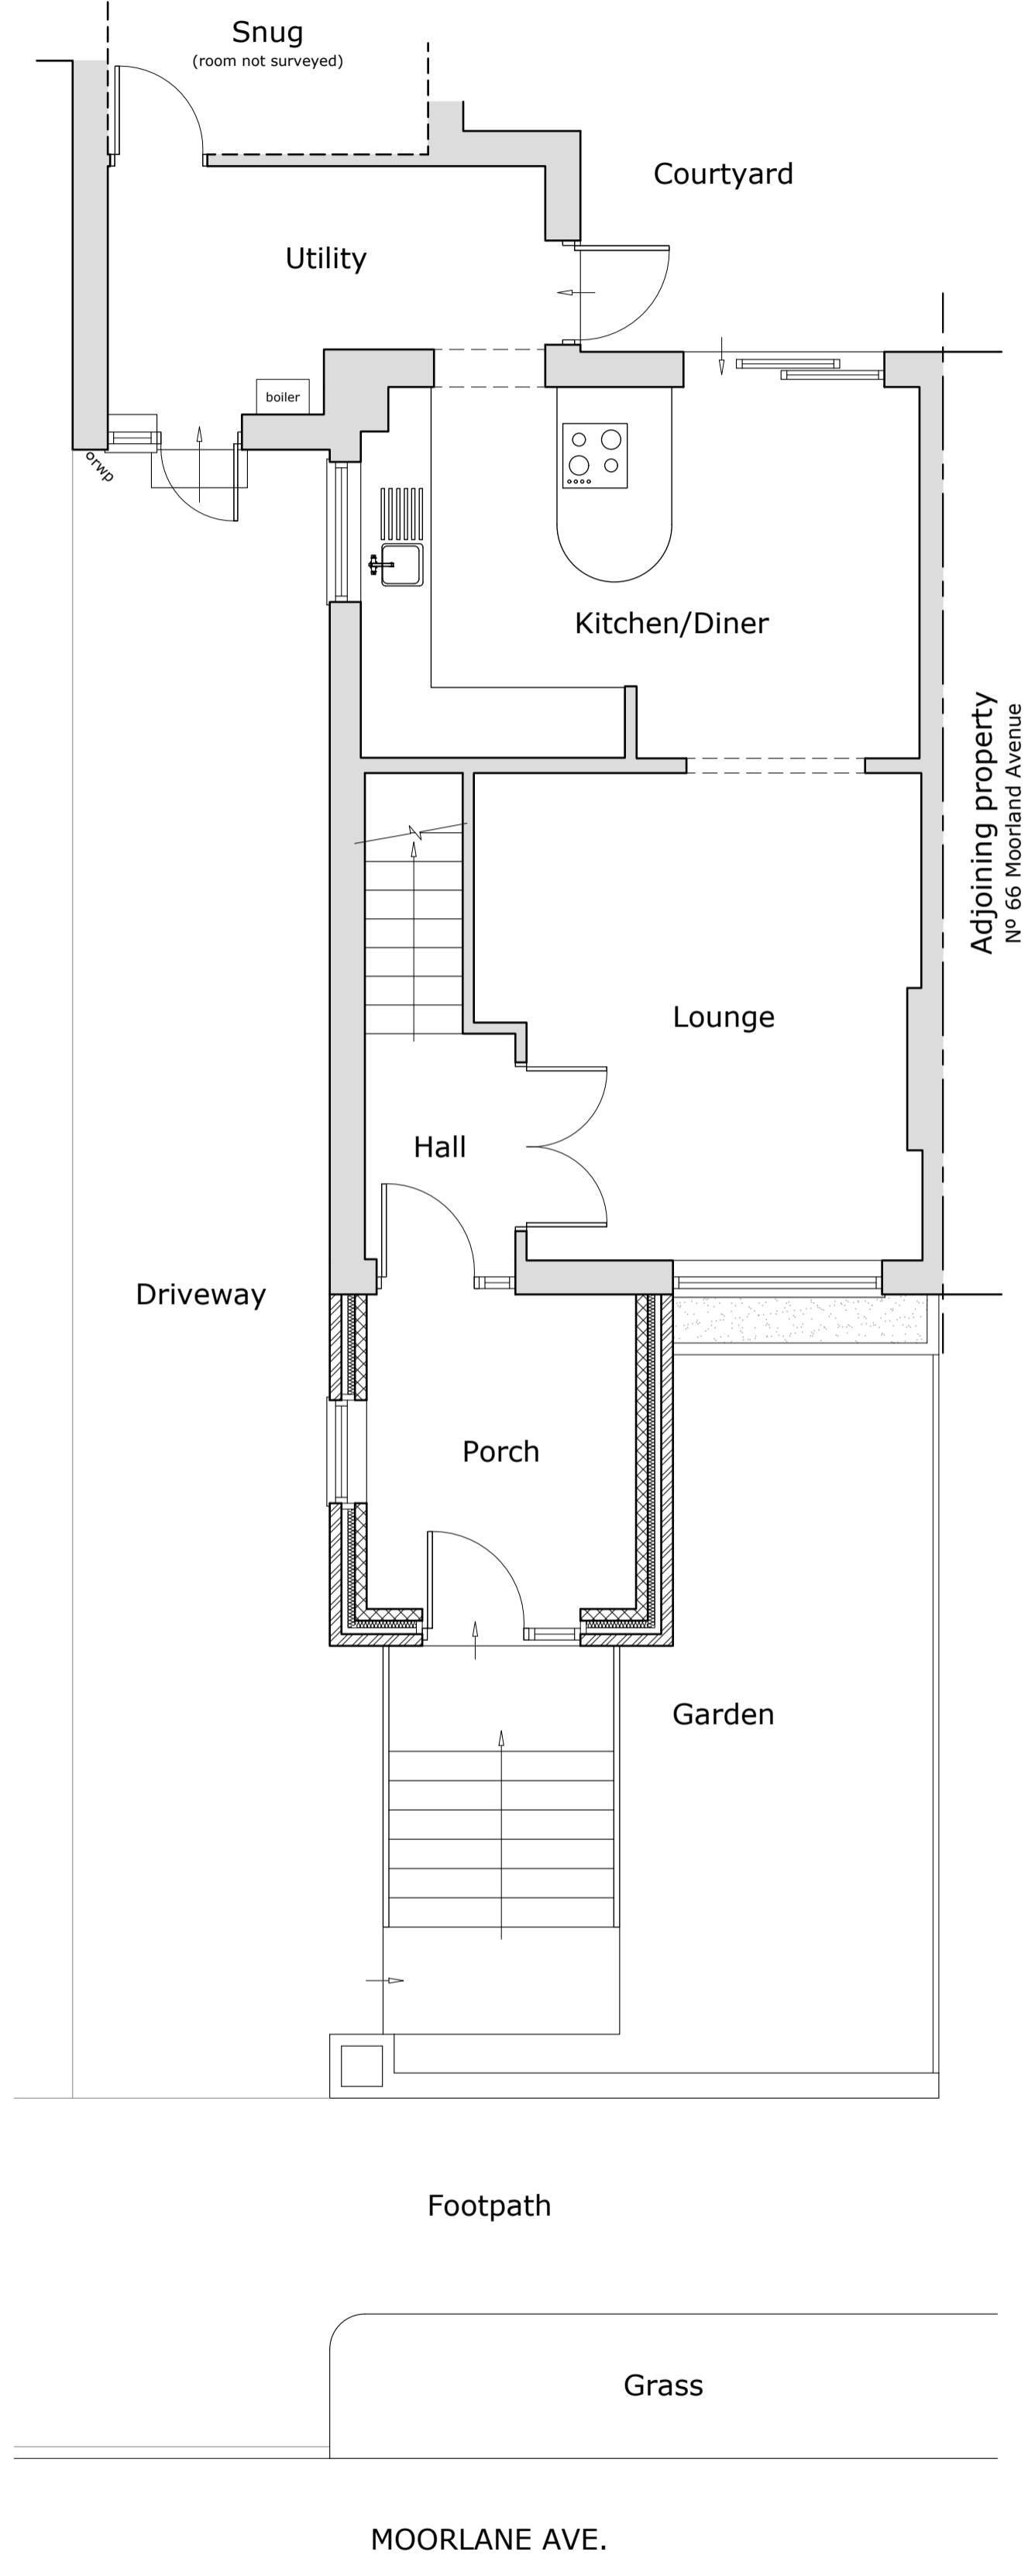 Snug
(room not surveyed)
Courtyard
Utility
boiler
rwp
Kitchen/Diner
Adjoining property
Nº 66 Moorland Avenue
Lounge
Hall
Driveway
Porch
Garden
Footpath
Grass
MOORLANE AVE.